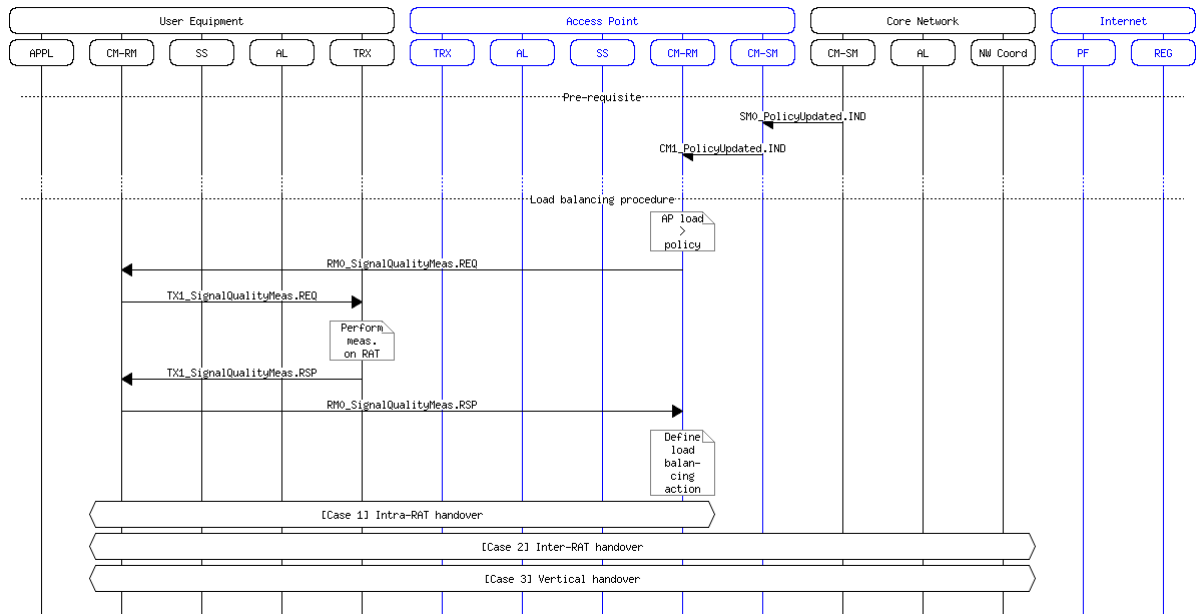 User Equipment Access Point Core Network Internet
APPL CM-RM SS AL TRX TRX AL SS CM-RM CM-SM CM-SM AL NW Coord PF REG
Pre-requisite
SM0_PolicyUpdated.IND
CM1_PolicyUpdated.IND
Load balancing procedure
AP load
>
policy
RM0_SignalQualityMeas.REQ
TX1_SignalQualityMeas.REQ
Perform
meas.
on RAT
TX1_SignalQualityMeas.RSP
RM0_SignalQualityMeas.RSP
Define
load
balan-
cing
action
[Case 1] Intra-RAT handover
[Case 2] Inter-RAT handover
[Case 3] Vertical handover